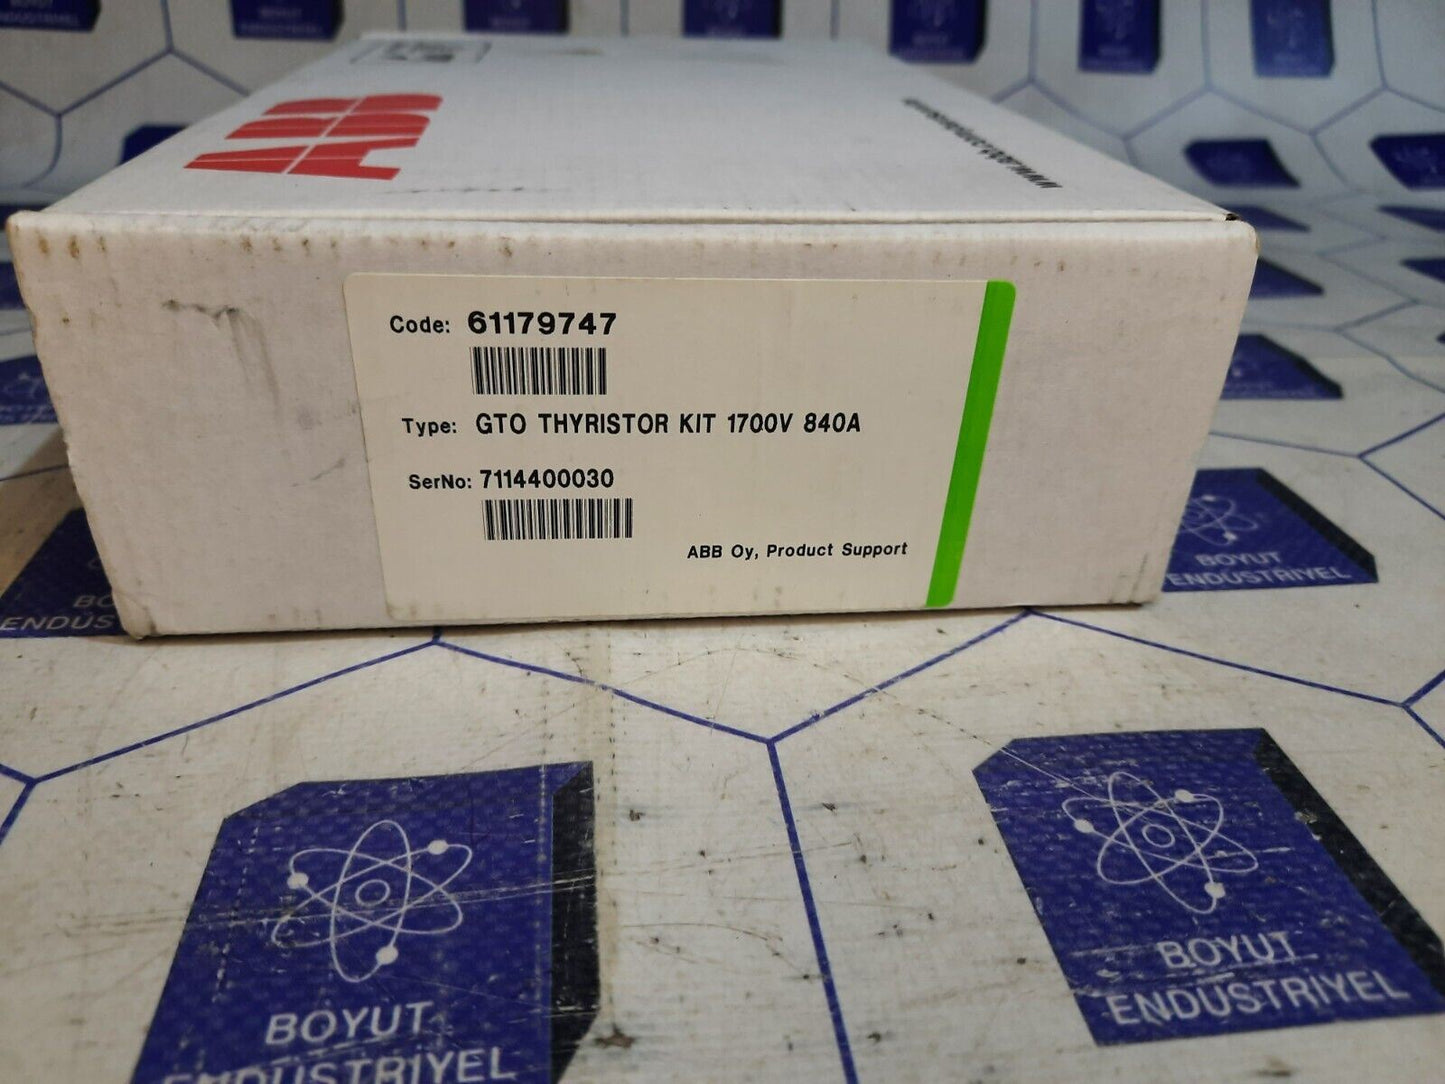 ABB
Code: 61179747
Type: GTO THYRISTOR KIT 1700V 840A
SerNo: 7114400030
ABB Oy, Product Support
BOYUT
ENDUSTRIYEL
BOYUT
ENDUSTRIYEL
BOYUT
ENDUSTRIYEL